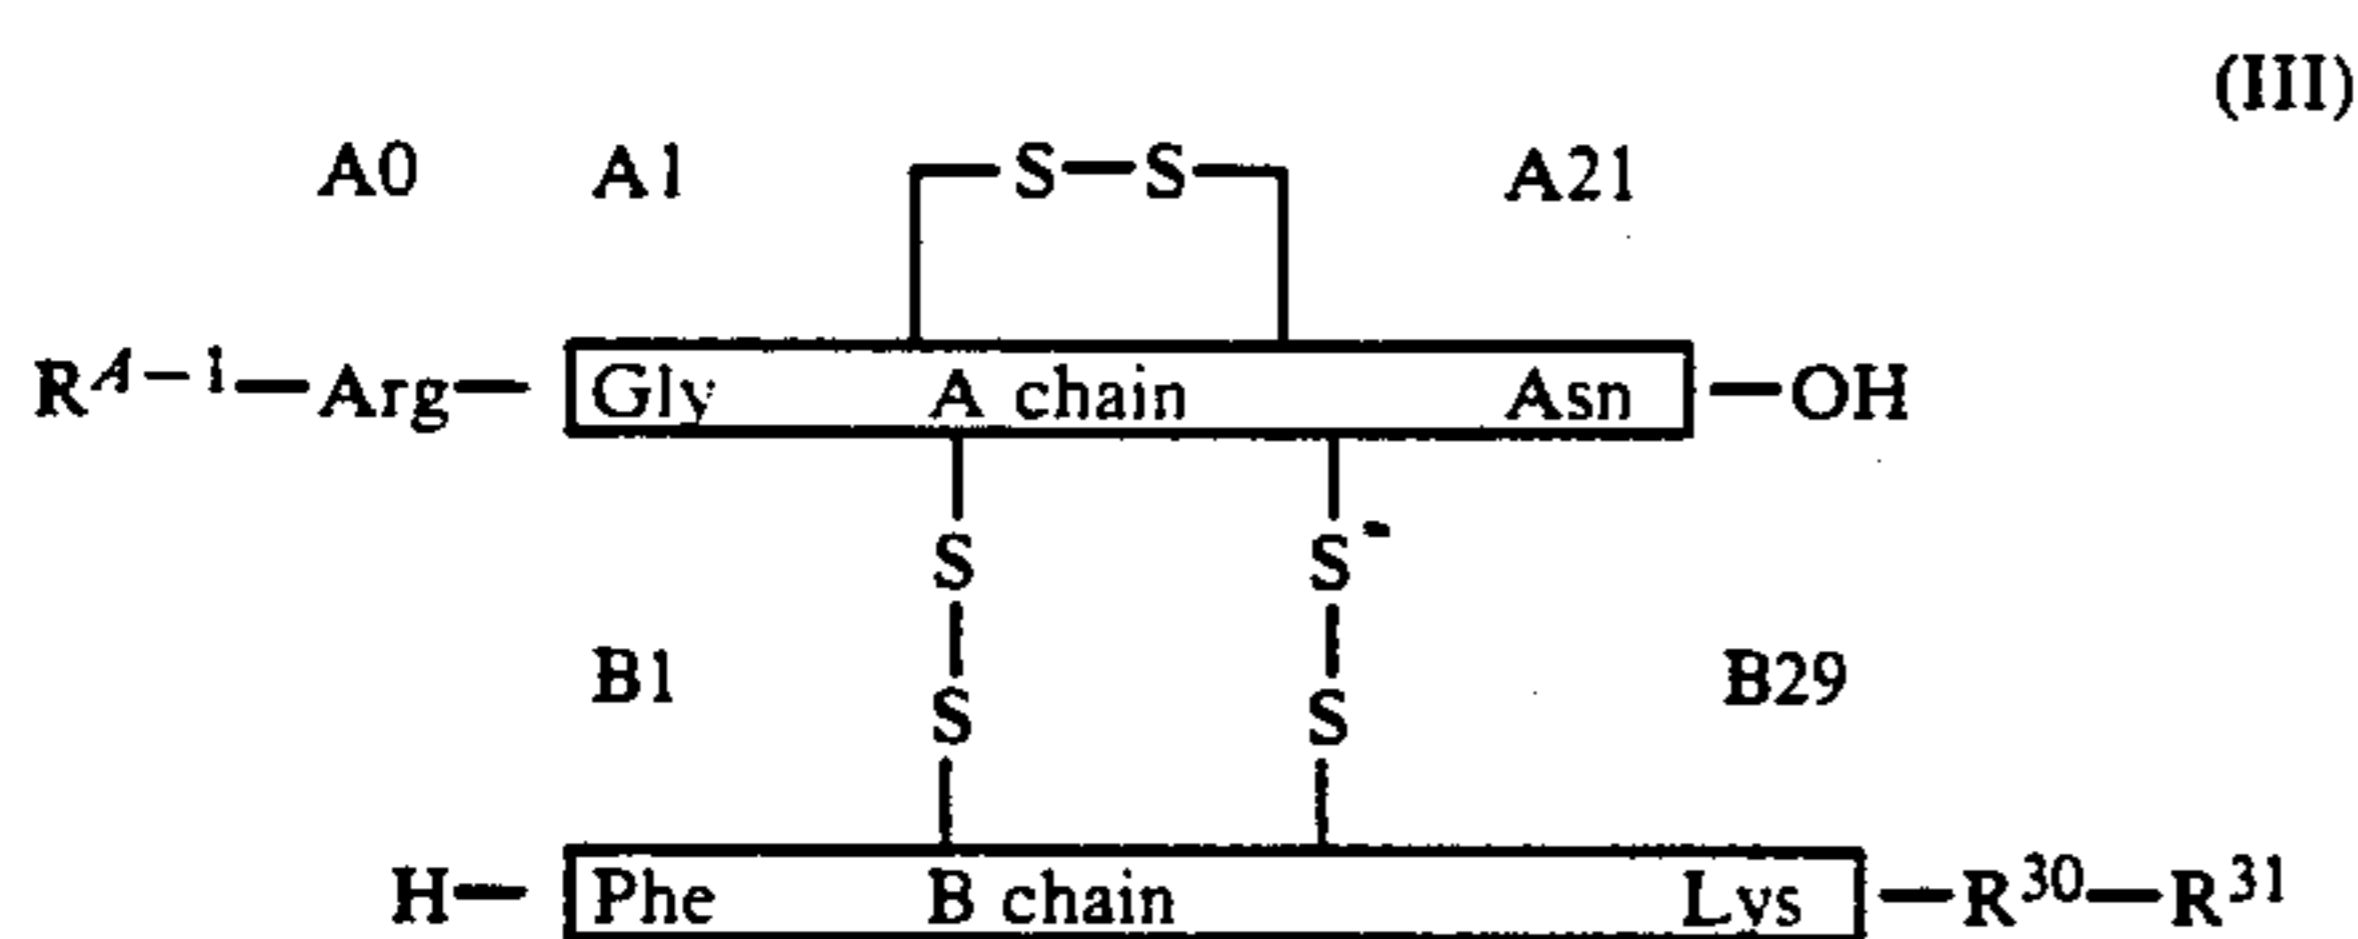 (III)
A0 A1 S—S A21
R^A-1—Arg— Gly A chain Asn —OH
S S
B1 B29
S S
H— Phe B chain Lys —R^30—R^31